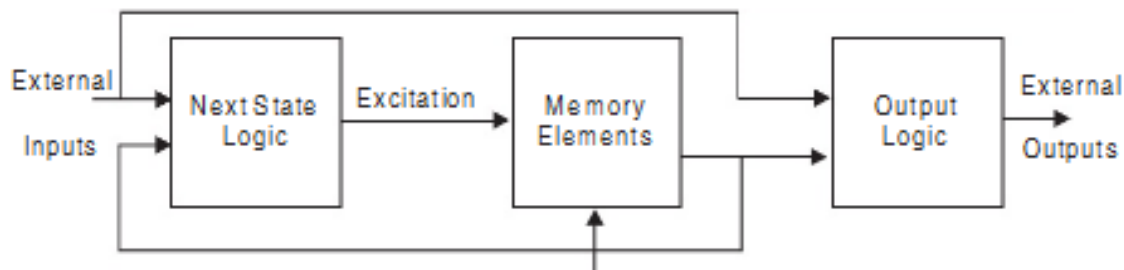 External
Inputs
Next State
Logic
Excitation
Memory
Elements
Output
Logic
External
Outputs